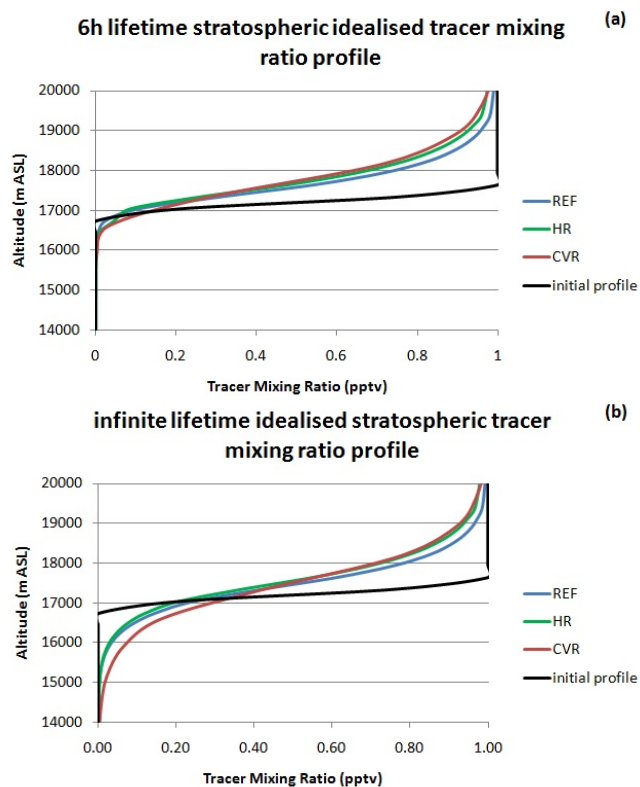 6h lifetime stratospheric idealised tracer mixing
ratio profile
(a)
Altitude (m ASL)
20000
19000
18000
17000
16000
15000
14000
0
0.2
0.4
0.6
0.8
1
Tracer Mixing Ratio (pptv)
REF
HR
CVR
initial profile
(b)
infinite lifetime idealised stratospheric tracer
mixing ratio profile
Altitude (m ASL)
20000
19000
18000
17000
16000
15000
14000
0.00
0.20
0.40
0.60
0.80
1.00
Tracer Mixing Ratio (pptv)
REF
HR
CVR
initial profile